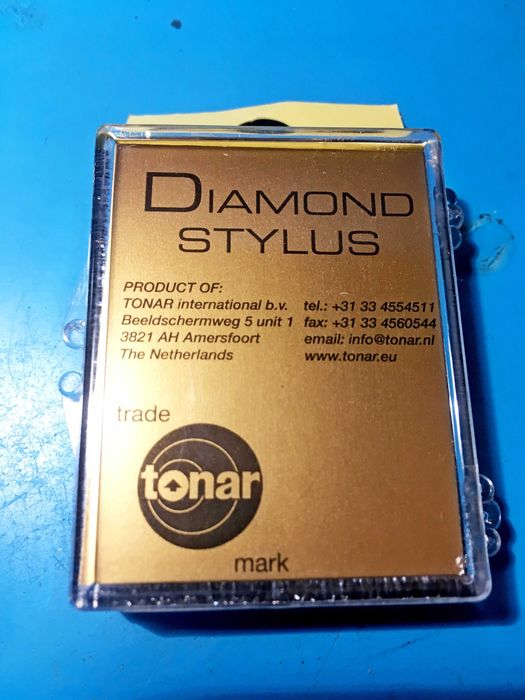 DIAMOND
STYLUS
PRODUCT OF:
TONAR international b.v. tel.: +31 33 4554511
Beeldschermweg 5 unit 1 fax: +31 33 4560544
3821 AH Amersfoort email: info@tonar.nl
The Netherlands www.tonar.eu
trade
tonar
mark